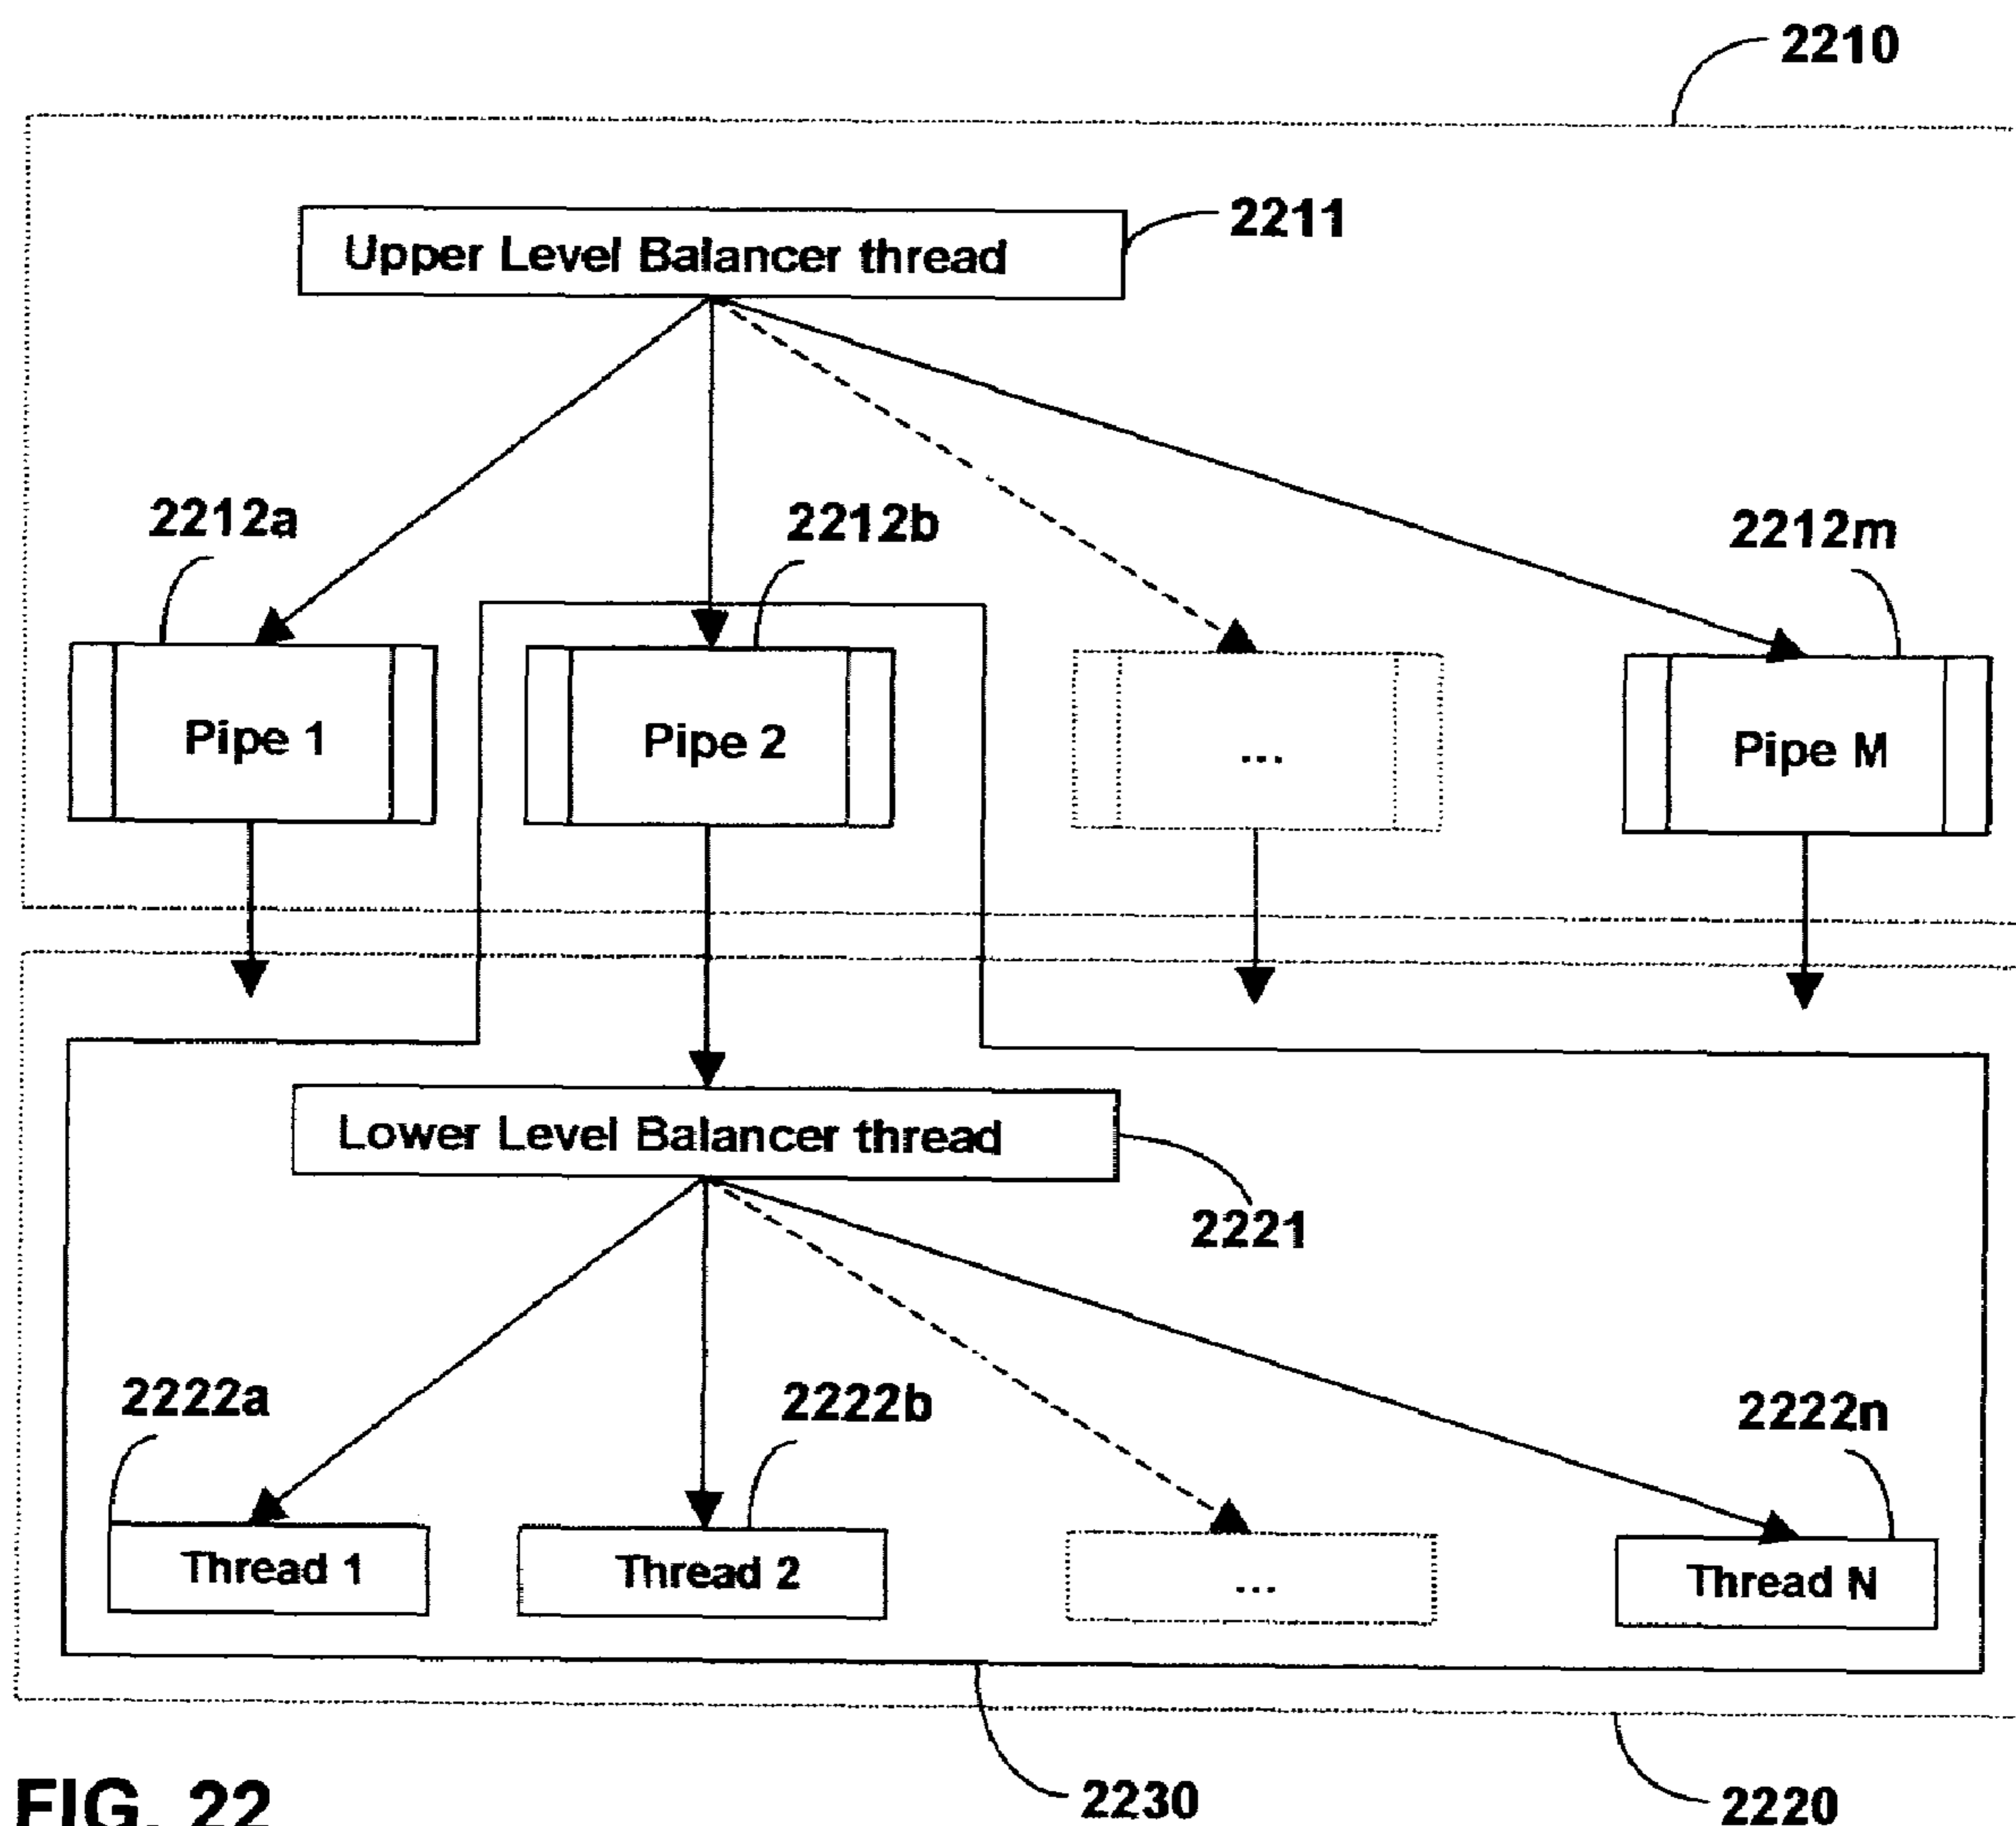 2210
2211
Upper Level Balancer thread
2212a
2212b
2212m
Pipe 1
Pipe 2
...
Pipe M
Lower Level Balancer thread
2221
2222a
2222b
2222n
Thread 1
Thread 2
...
Thread N
2230
2220
FIG. 22